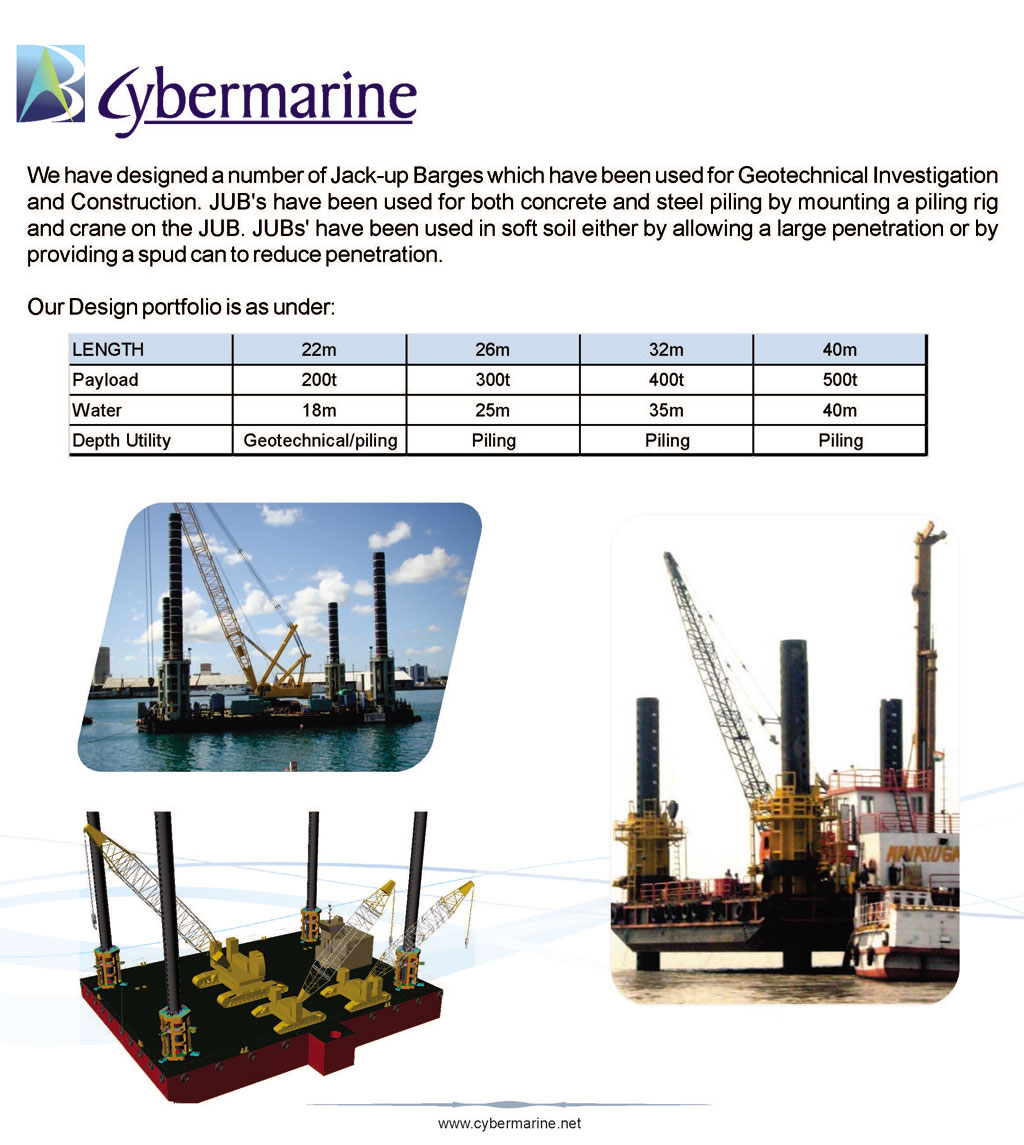 Cybermarine
We have designed a number of Jack-up Barges which have been used for Geotechnical Investigation
and Construction. JUB's have been used for both concrete and steel piling by mounting a piling rig
and crane on the JUB. JUBs' have been used in soft soil either by allowing a large penetration or by
providing a spud can to reduce penetration.
Our Design portfolio is as under:
LENGTH 22m 26m 32m 40m
Payload 200t 300t 400t 500t
Water 18m 25m 35m 40m
Depth Utility Geotechnical/piling Piling Piling Piling
NAVAYUGA
www.cybermarine.net